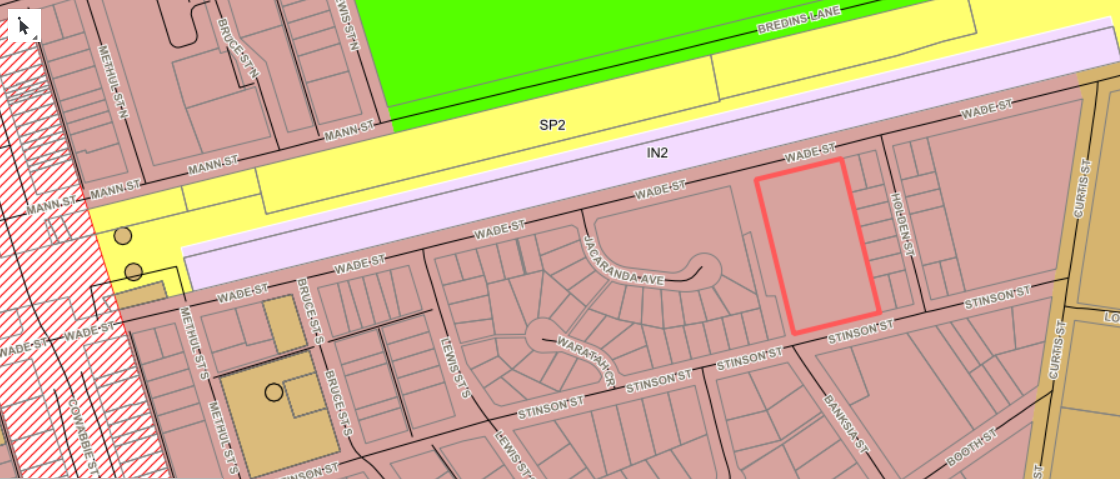 LEWIS ST N
BRUCE ST N
METHUL ST N
BREDINS LANE
MANN ST
MANN ST
MANN ST
MANN ST
SP2
IN2
WADE ST
WADE ST
WADE ST
WADE ST
WADE ST
WADE ST
WADE ST
WADE ST
CURTIS ST
HOLDEN ST
JACARANDA AVE
WARATAH CR
METHUL ST S
BRUCE ST S
LEWIS ST S
STINSON ST
STINSON ST
STINSON ST
STINSON ST
STINSON ST
LO
CURTIS ST
BRUCE ST S
METHUL ST S
COWABBIE ST
LEWIS ST S
BANKSIA ST
BOOTH ST
INSON ST
ST